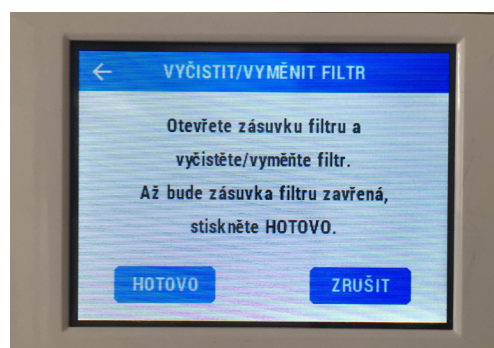 VYČISTIT/VYMĚNIT FILTR
Otevřete zásuvku filtru a
vyčistěte/vyměňte filtr.
Až bude zásuvka filtru zavřená,
stiskněte HOTOVO.
HOTOVO
ZRUŠIT